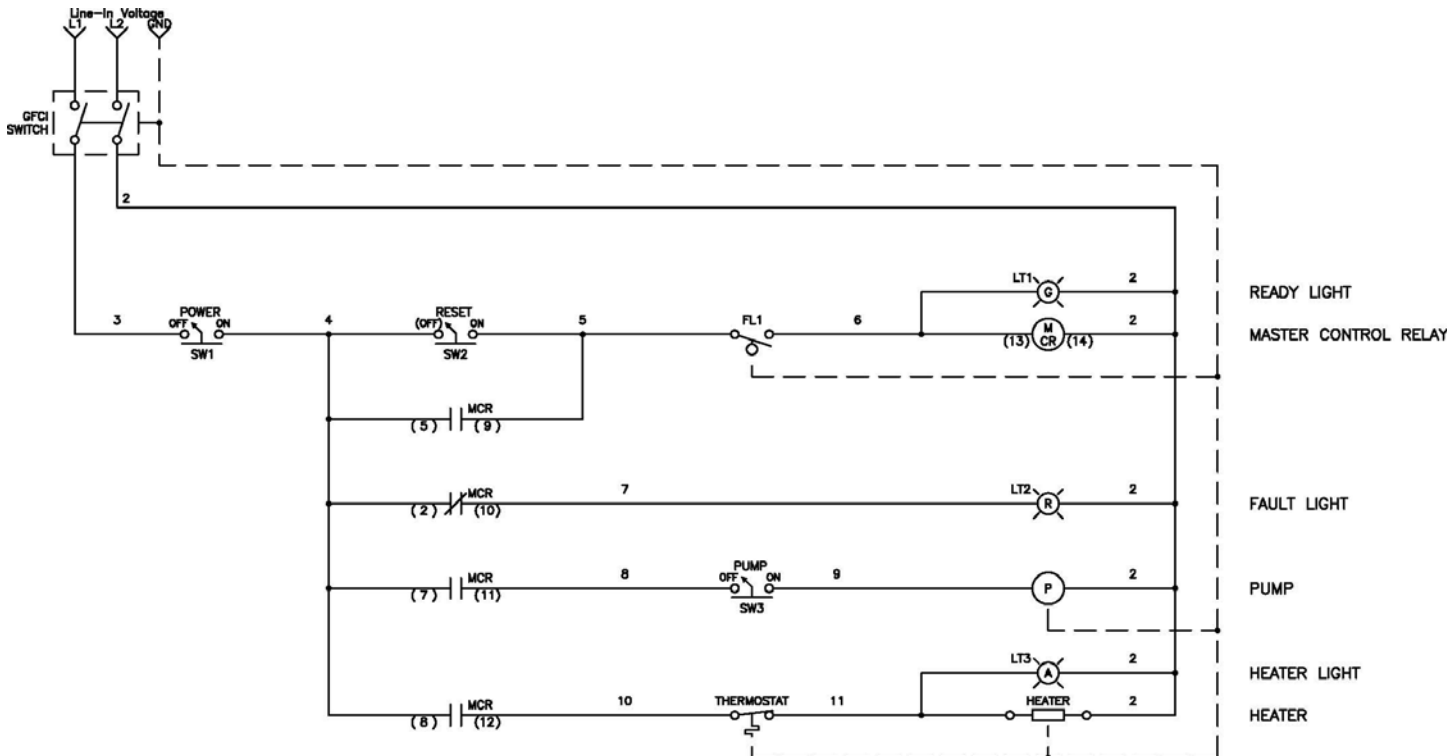 Line-In Voltage
L1 L2 GND
GFCI
SWITCH
2
LT1 G 2 READY LIGHT
3 POWER 4 RESET 5 FL1 6 M 2 MASTER CONTROL RELAY
OFF ON (OFF) ON (13) CR (14)
SW1 SW2
MCR
(5) (9)
MCR 7 LT2 R 2 FAULT LIGHT
(2) (10)
MCR 8 PUMP 9 P 2 PUMP
(7) (11) OFF ON
SW3
LT3 A 2 HEATER LIGHT
MCR 10 THERMOSTAT 11 HEATER 2 HEATER
(8) (12)